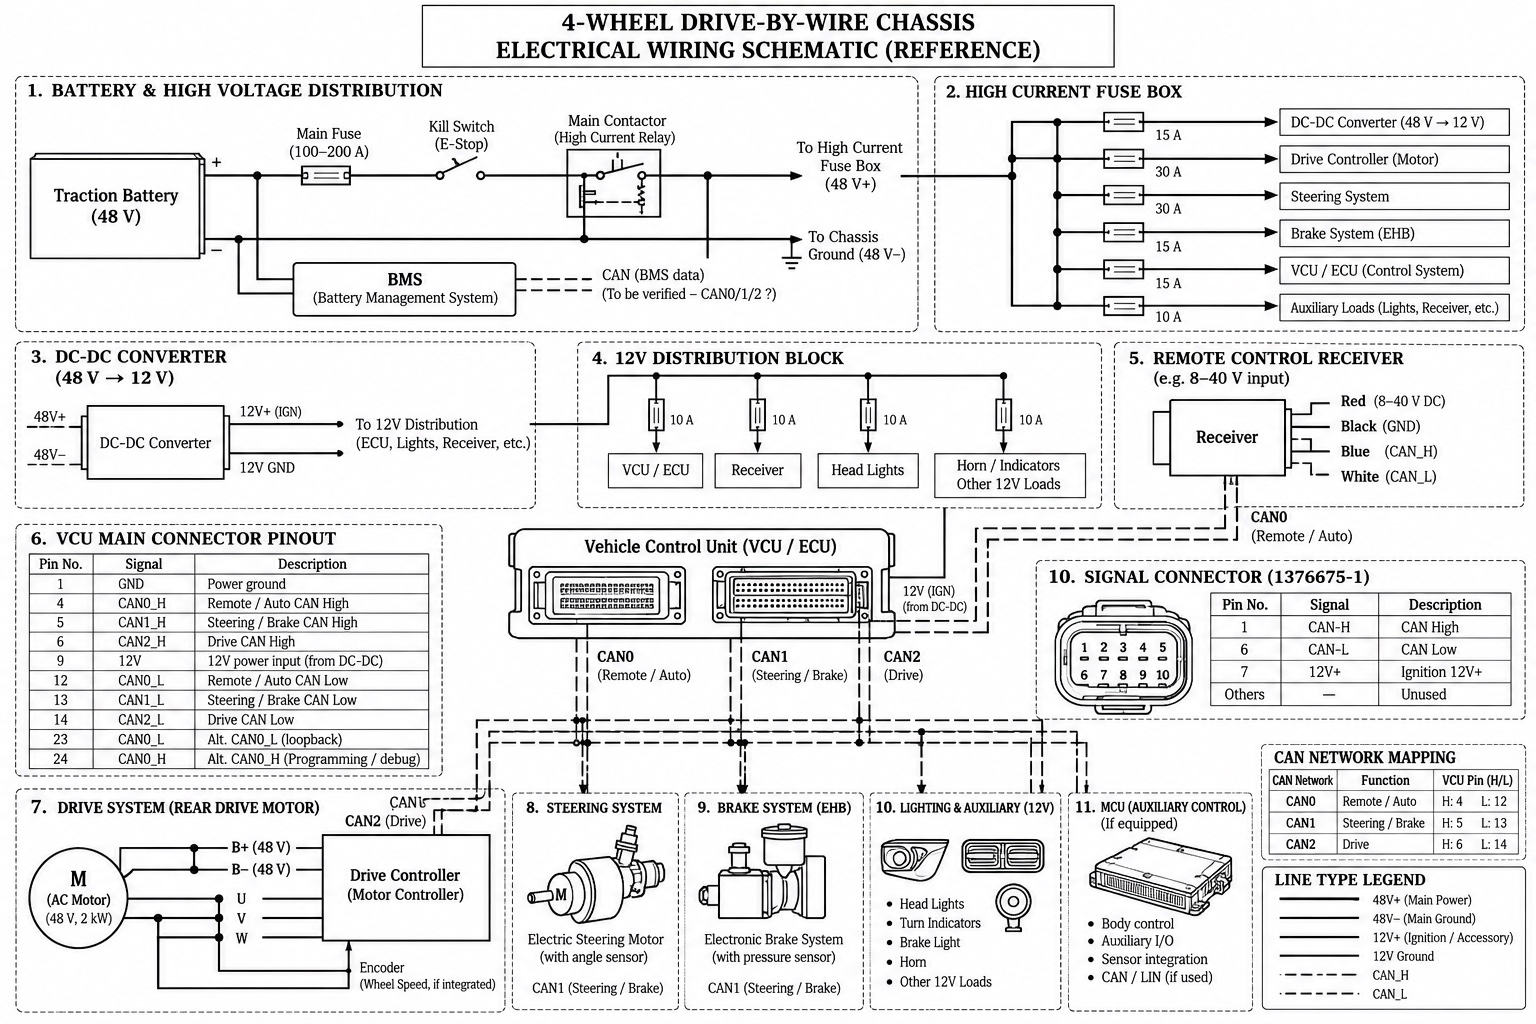 4-WHEEL DRIVE-BY-WIRE CHASSIS
ELECTRICAL WIRING SCHEMATIC (REFERENCE)
1. BATTERY & HIGH VOLTAGE DISTRIBUTION
Main Fuse
(100–200 A)
Kill Switch
(E-Stop)
Main Contactor
(High Current Relay)
To High Current
Fuse Box
(48 V+)
+
Traction Battery
(48 V)
−
To Chassis
Ground (48 V−)
BMS
(Battery Management System)
CAN (BMS data)
(To be verified – CAN0/1/2 ?)
2. HIGH CURRENT FUSE BOX
15 A
DC-DC Converter (48 V → 12 V)
30 A
Drive Controller (Motor)
30 A
Steering System
15 A
Brake System (EHB)
15 A
VCU / ECU (Control System)
10 A
Auxiliary Loads (Lights, Receiver, etc.)
3. DC-DC CONVERTER
(48 V → 12 V)
48V+
48V−
DC-DC Converter
12V+ (IGN)
12V GND
To 12V Distribution
(ECU, Lights, Receiver, etc.)
4. 12V DISTRIBUTION BLOCK
10 A
10 A
10 A
10 A
VCU / ECU
Receiver
Head Lights
Horn / Indicators
Other 12V Loads
5. REMOTE CONTROL RECEIVER
(e.g. 8–40 V input)
Receiver
Red (8–40 V DC)
Black (GND)
Blue (CAN_H)
White (CAN_L)
CAN0
(Remote / Auto)
6. VCU MAIN CONNECTOR PINOUT
Pin No. Signal Description
1 GND Power ground
4 CAN0_H Remote / Auto CAN High
5 CAN1_H Steering / Brake CAN High
6 CAN2_H Drive CAN High
9 12V 12V power input (from DC-DC)
12 CAN0_L Remote / Auto CAN Low
13 CAN1_L Steering / Brake CAN Low
14 CAN2_L Drive CAN Low
23 CAN0_L Alt. CAN0_L (loopback)
24 CAN0_H Alt. CAN0_H (Programming / debug)
Vehicle Control Unit (VCU / ECU)
12V (IGN)
(from DC-DC)
CAN0
(Remote / Auto)
CAN1
(Steering / Brake)
CAN2
(Drive)
10. SIGNAL CONNECTOR (1376675-1)
1 2 3 4 5
6 7 8 9 10
Pin No. Signal Description
1 CAN-H CAN High
6 CAN-L CAN Low
7 12V+ Ignition 12V+
Others — Unused
CAN NETWORK MAPPING
CAN Network Function VCU Pin (H/L)
CAN0 Remote / Auto H: 4 L: 12
CAN1 Steering / Brake H: 5 L: 13
CAN2 Drive H: 6 L: 14
7. DRIVE SYSTEM (REAR DRIVE MOTOR)
CAN2 (Drive)
M
(AC Motor)
(48 V, 2 kW)
B+ (48 V)
B− (48 V)
U
V
W
Drive Controller
(Motor Controller)
Encoder
(Wheel Speed, if integrated)
8. STEERING SYSTEM
M
Electric Steering Motor
(with angle sensor)
CAN1 (Steering / Brake)
9. BRAKE SYSTEM (EHB)
Electronic Brake System
(with pressure sensor)
CAN1 (Steering / Brake)
10. LIGHTING & AUXILIARY (12V)
• Head Lights
• Turn Indicators
• Brake Light
• Horn
• Other 12V Loads
11. MCU (AUXILIARY CONTROL)
(If equipped)
• Body control
• Auxiliary I/O
• Sensor integration
• CAN / LIN (if used)
LINE TYPE LEGEND
48V+ (Main Power)
48V− (Main Ground)
12V+ (Ignition / Accessory)
12V Ground
CAN_H
CAN_L